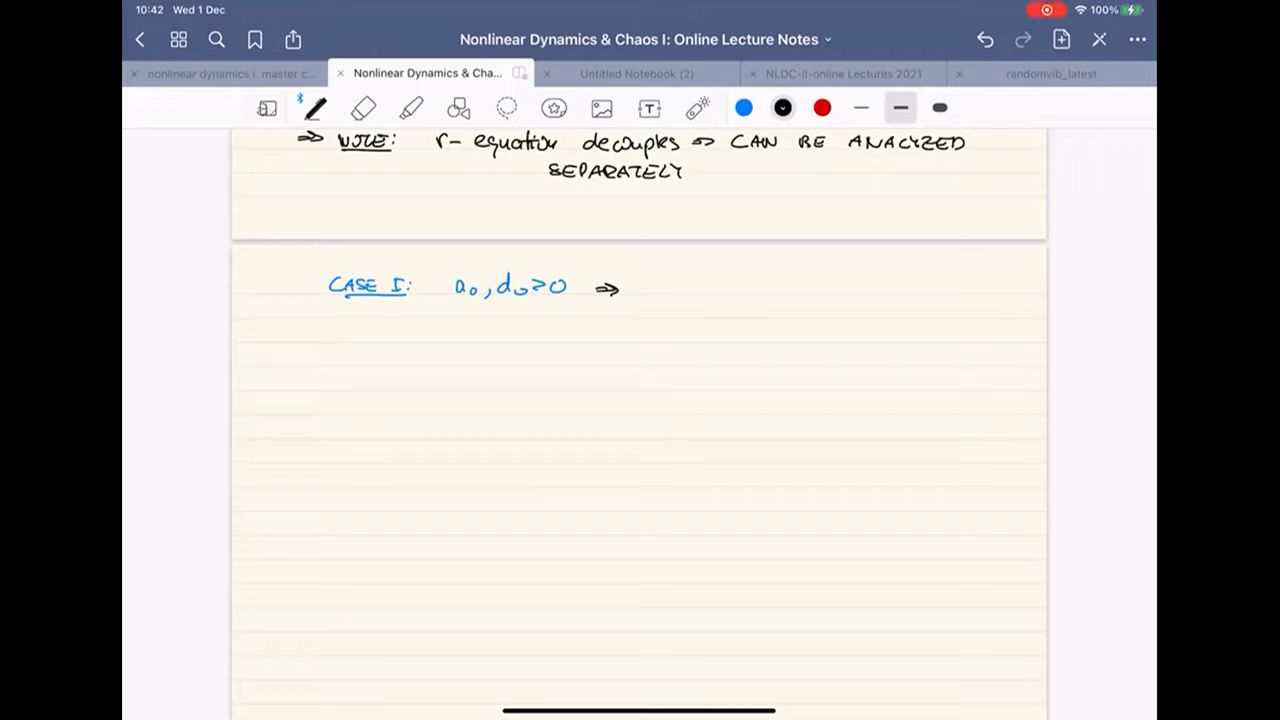 10:42 Wed 1 Dec
100%
Nonlinear Dynamics & Chaos I: Online Lecture Notes
nonlinear dynamics i. master c...
Nonlinear Dynamics & Cha...
Untitled Notebook (2)
NLDC-II-online Lectures 2021
randomvib_latest
⇒ NOTE: r- equation decouples ⇒ CAN BE ANALYZED
SEPARATELY
CASE I: a₀, d₀>0 ⇒